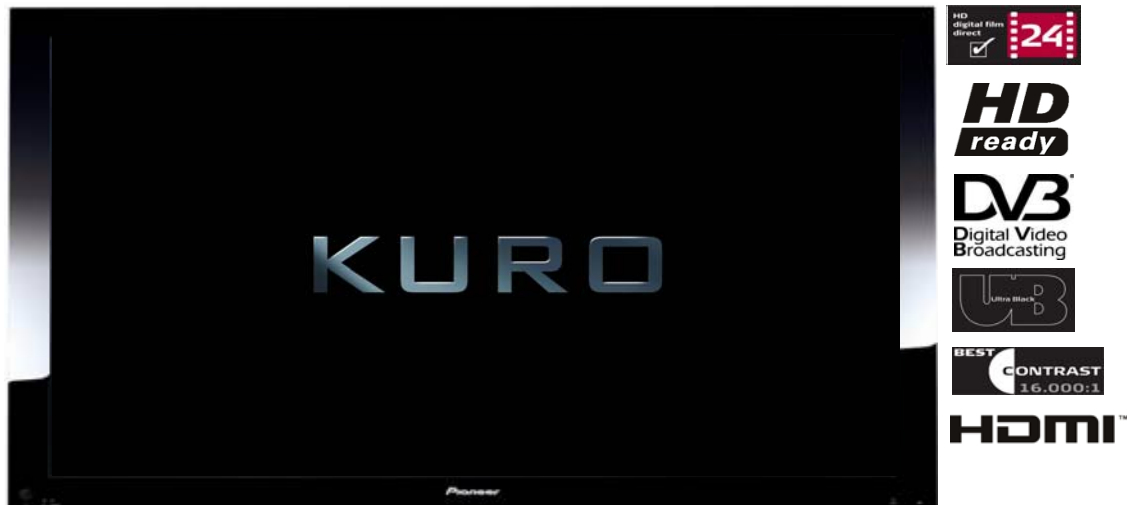 KURO
Pioneer
HD
digital film
direct
24
HD
ready
DVB
Digital Video
Broadcasting
UB
Ultra Black
BEST
CONTRAST
16.000:1
HDMI™